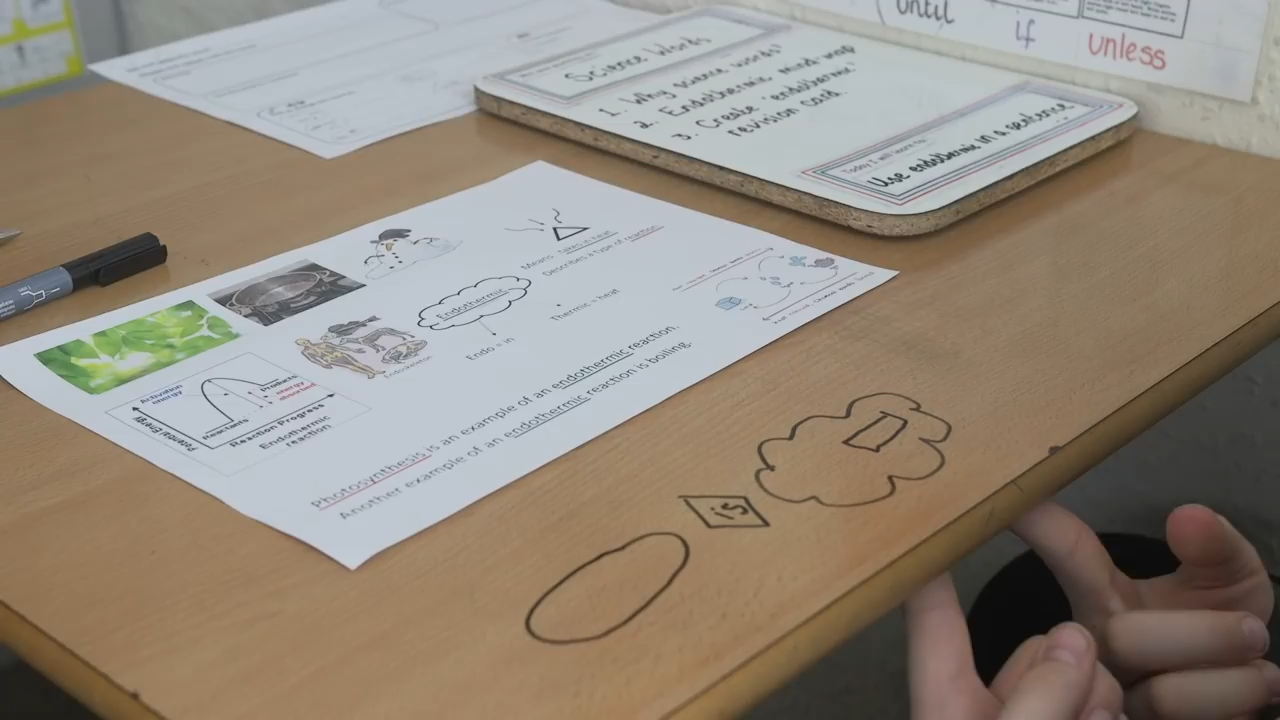 until
if
unless
Science Words
1. Why science words?
2. Endothermic mind-map
3. Create 'endothermic'
revision card.
Today I will learn to:
Use endothermic in a sentence
Means takes in heat
Describes a type of reaction
Endothermic
Thermic = heat
Endo = in
Endoskeleton
Activation
energy
Products
energy
absorbed
Potential Energy
Reactants
Reaction Progress
Endothermic
reaction
Photosynthesis is an example of an endothermic reaction.
Another example of an endothermic reaction is boiling.
is